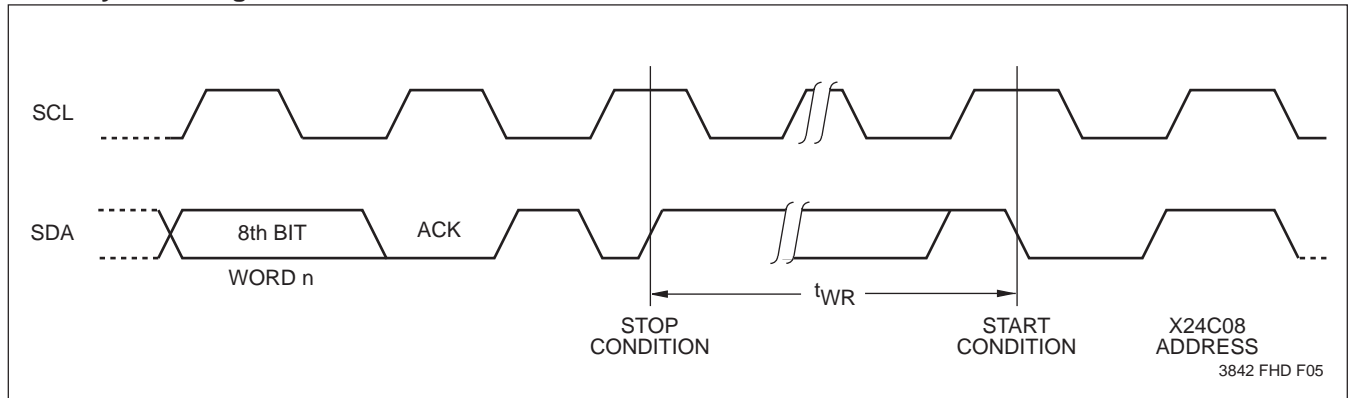 SCL
SDA
8th BIT
ACK
WORD n
tWR
STOP
CONDITION
START
CONDITION
X24C08
ADDRESS
3842 FHD F05